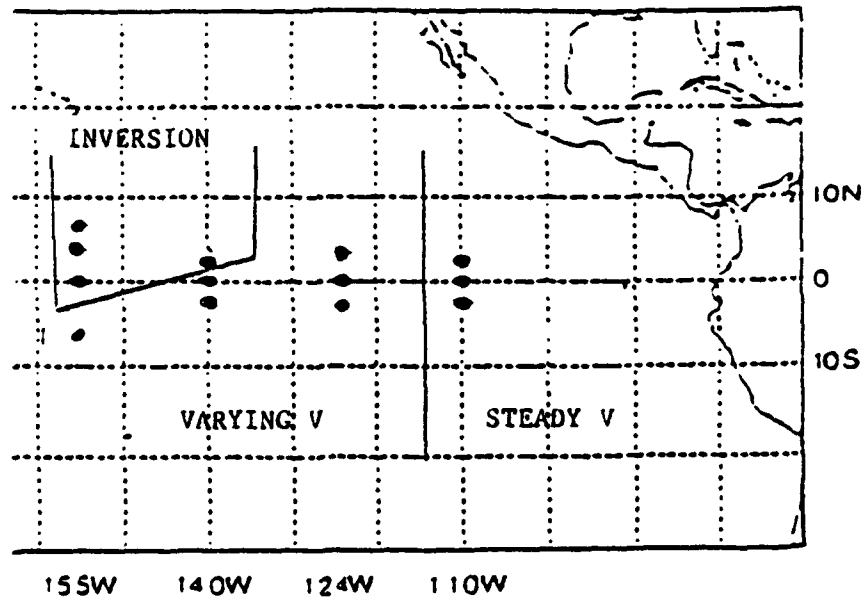 INVERSION
10N
0
10S
VARYING V
STEADY V
155W 140W 124W 110W